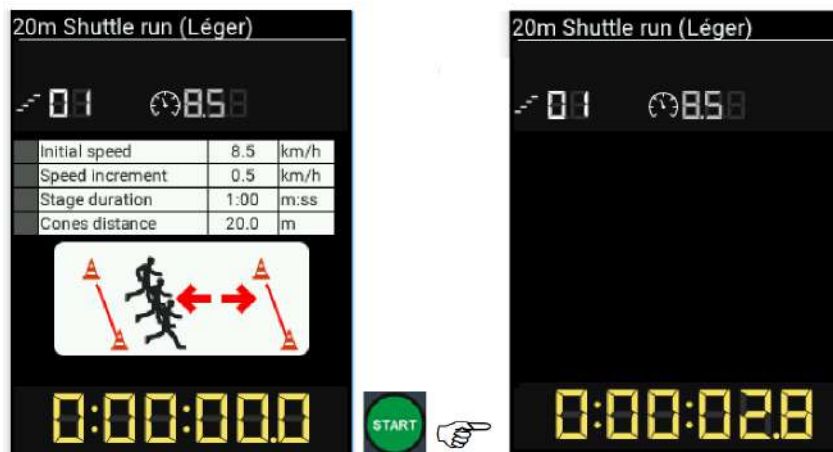 20m Shuttle run (Léger)
01 8.5
Initial speed 8.5 km/h
Speed increment 0.5 km/h
Stage duration 1:00 m:ss
Cones distance 20.0 m
0:00:00.0
START
20m Shuttle run (Léger)
01 8.5
0:00:02.8